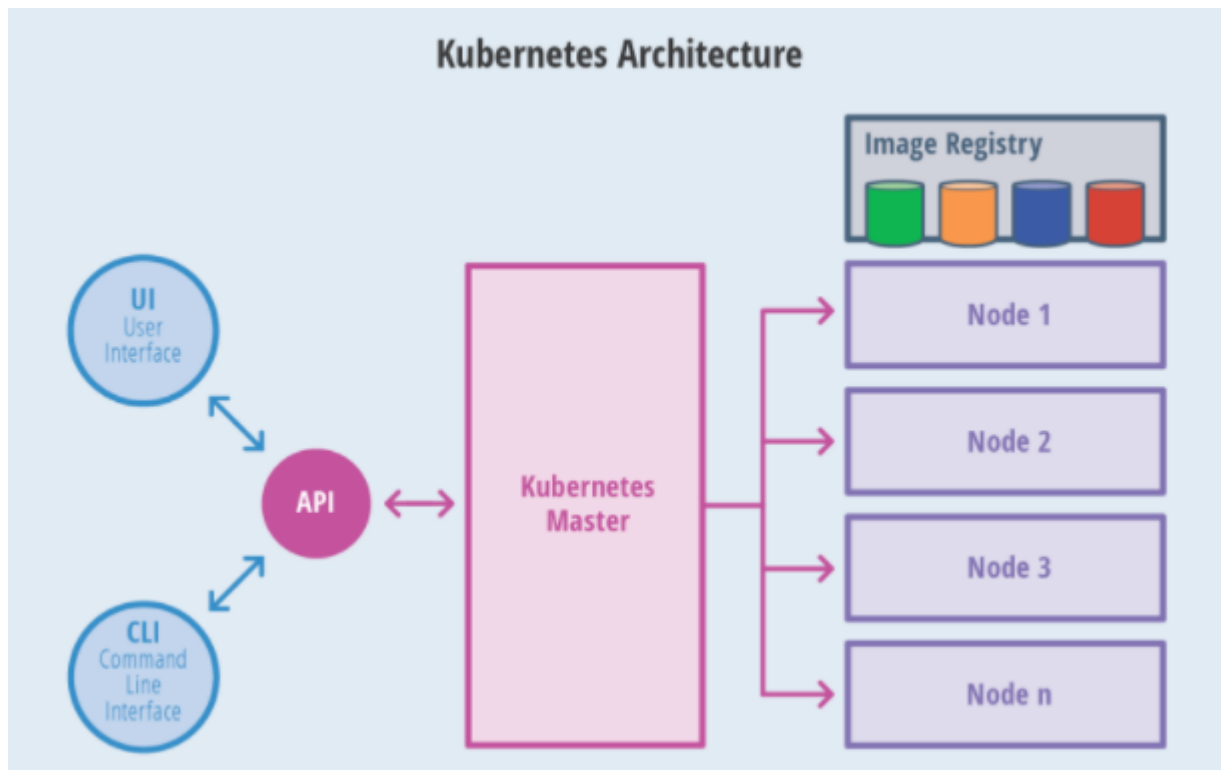 Kubernetes Architecture
Image Registry
UI
User
Interface
API
CLI
Command
Line
Interface
Kubernetes
Master
Node 1
Node 2
Node 3
Node n